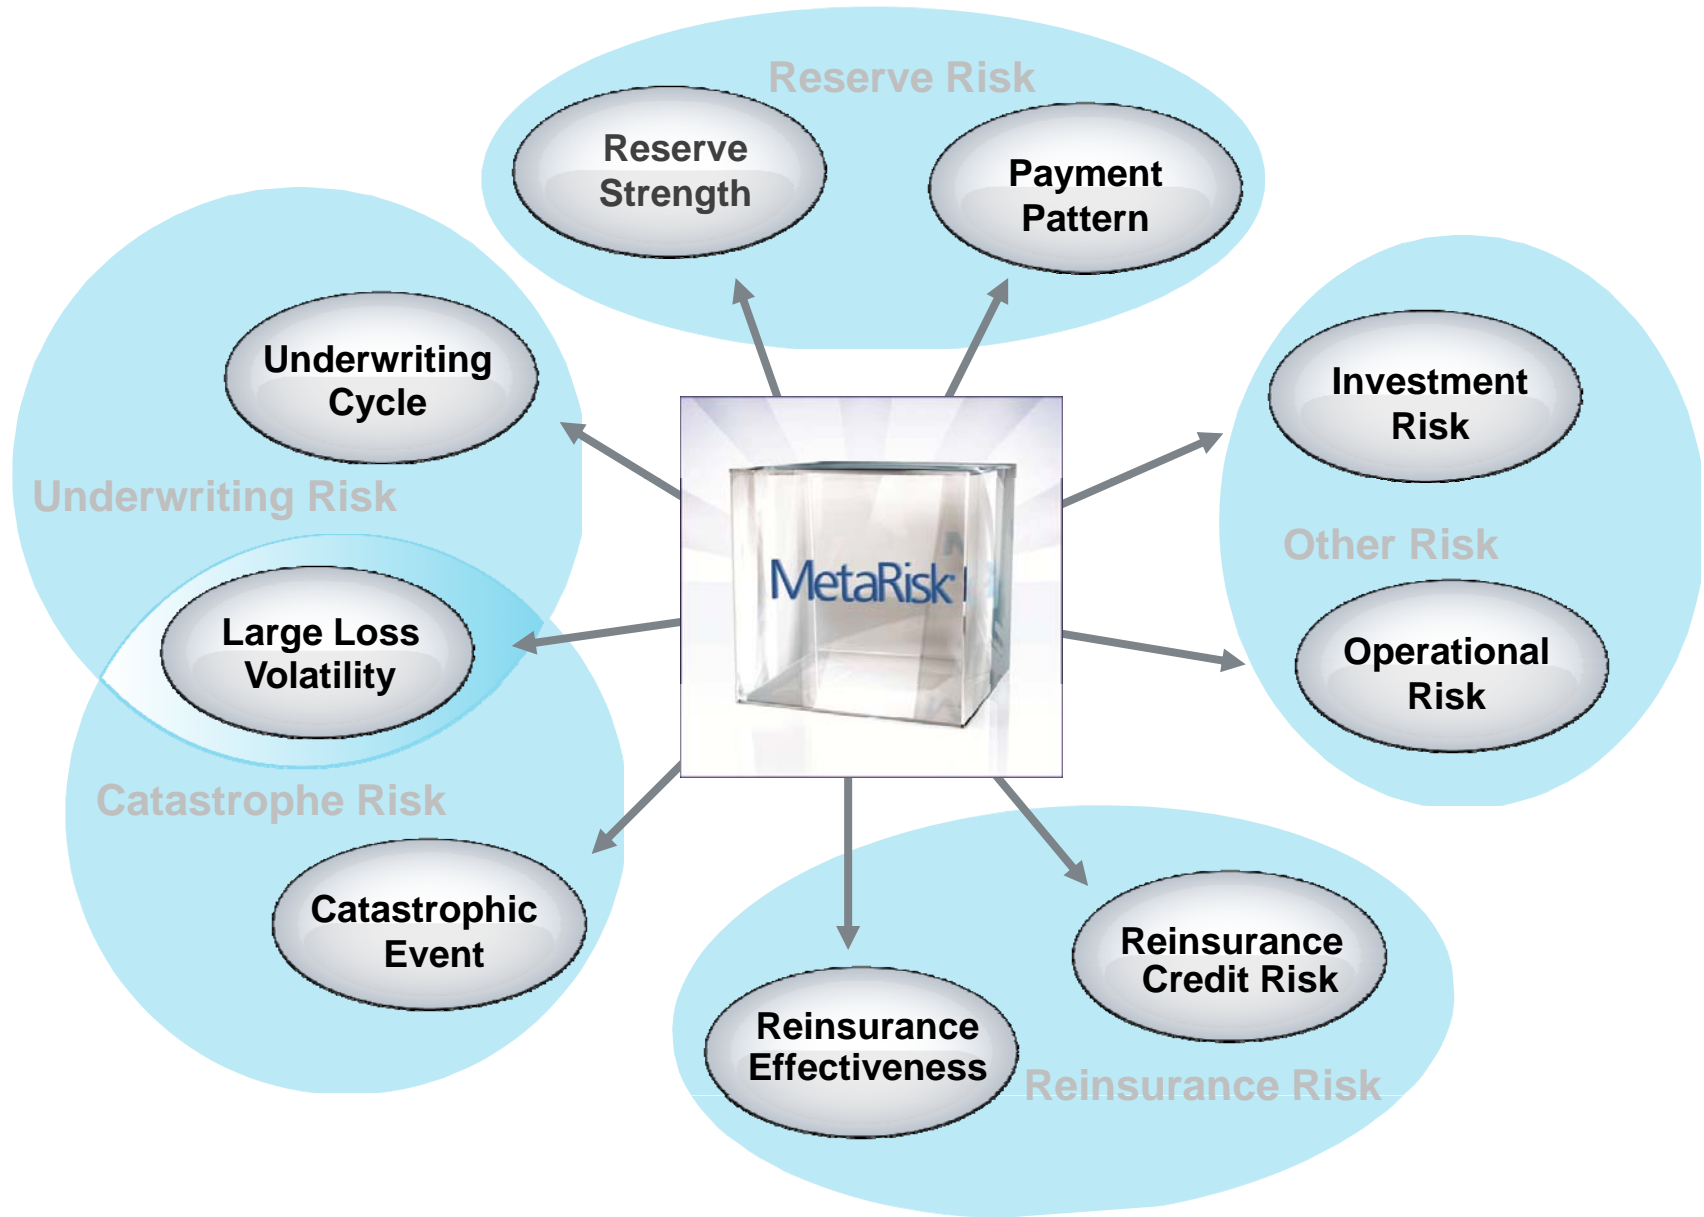 Reserve Risk
Reserve
Strength
Payment
Pattern
Underwriting
Cycle
Investment
Risk
Underwriting Risk
Other Risk
MetaRisk
Large Loss
Volatility
Operational
Risk
Catastrophe Risk
Catastrophic
Event
Reinsurance
Credit Risk
Reinsurance
Effectiveness
Reinsurance Risk